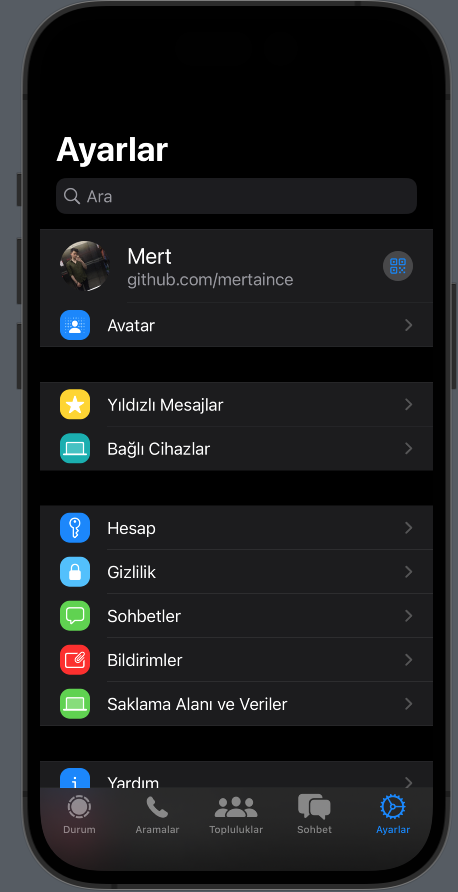 Ayarlar
Ara
Mert
github.com/mertaince
Avatar
Yıldızlı Mesajlar
Bağlı Cihazlar
Hesap
Gizlilik
Sohbetler
Bildirimler
Saklama Alanı ve Veriler
Yardım
Durum
Aramalar
Topluluklar
Sohbet
Ayarlar